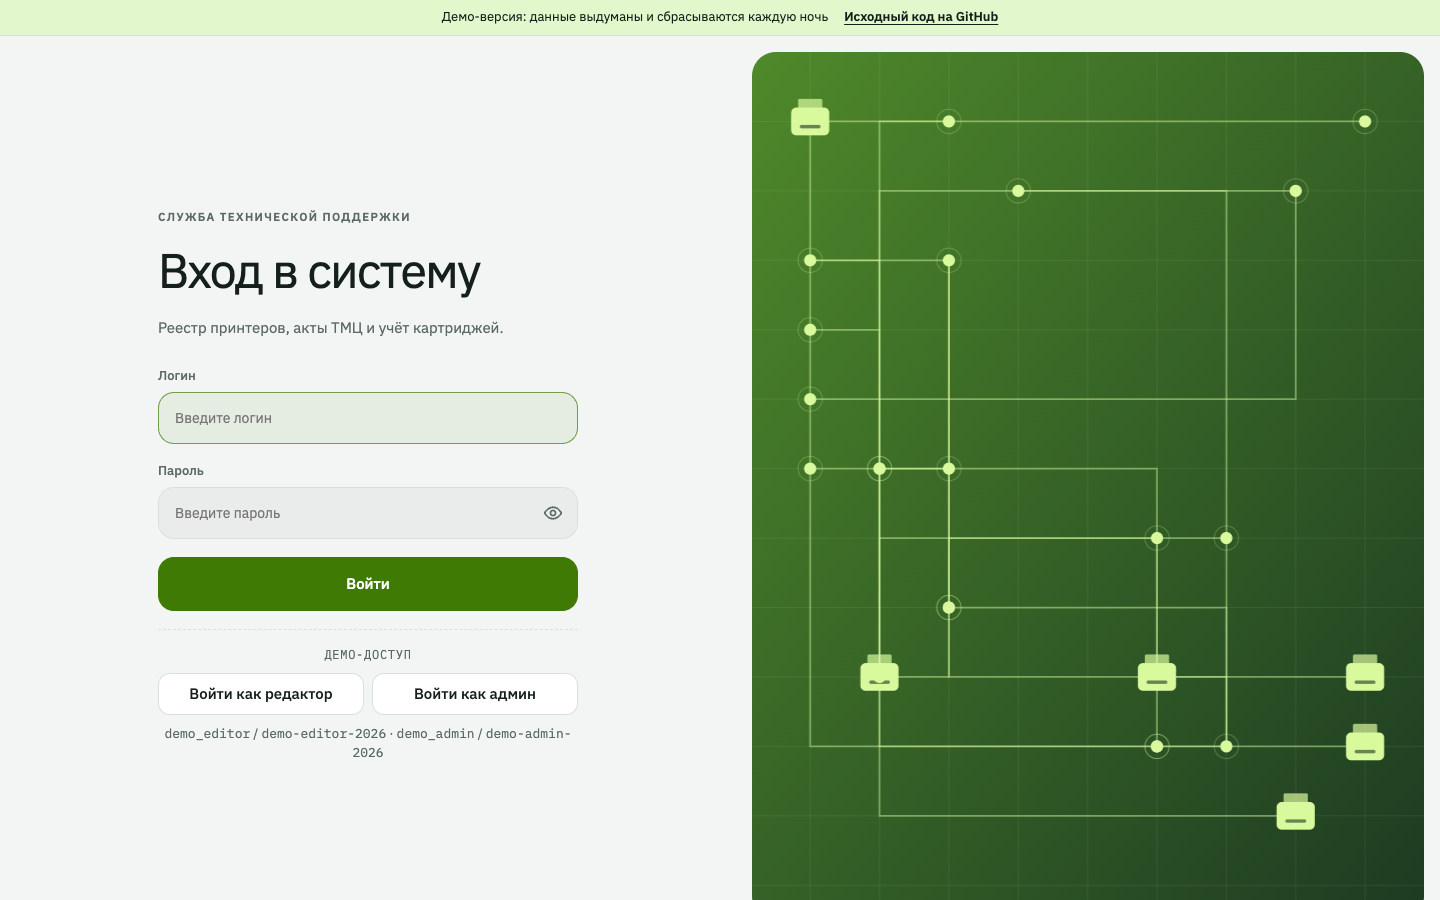 Демо-версия: данные выдуманы и сбрасываются каждую ночь Исходный код на GitHub
СЛУЖБА ТЕХНИЧЕСКОЙ ПОДДЕРЖКИ
Вход в систему
Реестр принтеров, акты ТМЦ и учёт картриджей.
Логин
Введите логин
Пароль
Введите пароль
Войти
ДЕМО-ДОСТУП
Войти как редактор Войти как админ
demo_editor / demo-editor-2026 · demo_admin / demo-admin-
2026